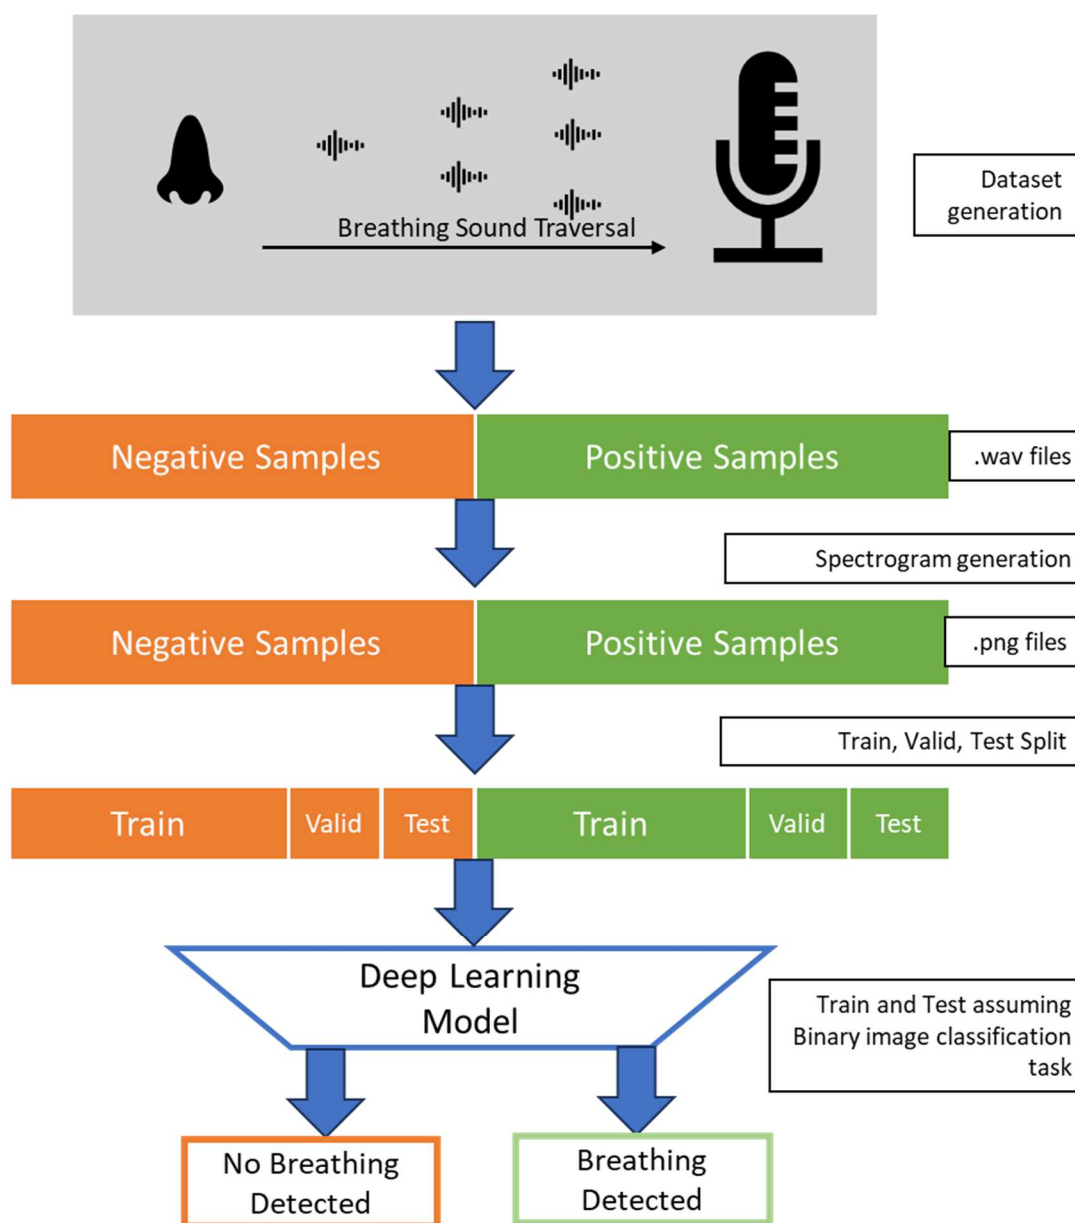 Breathing Sound Traversal
Dataset
generation
Negative Samples
Positive Samples
.wav files
Spectrogram generation
Negative Samples
Positive Samples
.png files
Train, Valid, Test Split
Train
Valid
Test
Train
Valid
Test
Deep Learning
Model
Train and Test assuming
Binary image classification
task
No Breathing
Detected
Breathing
Detected